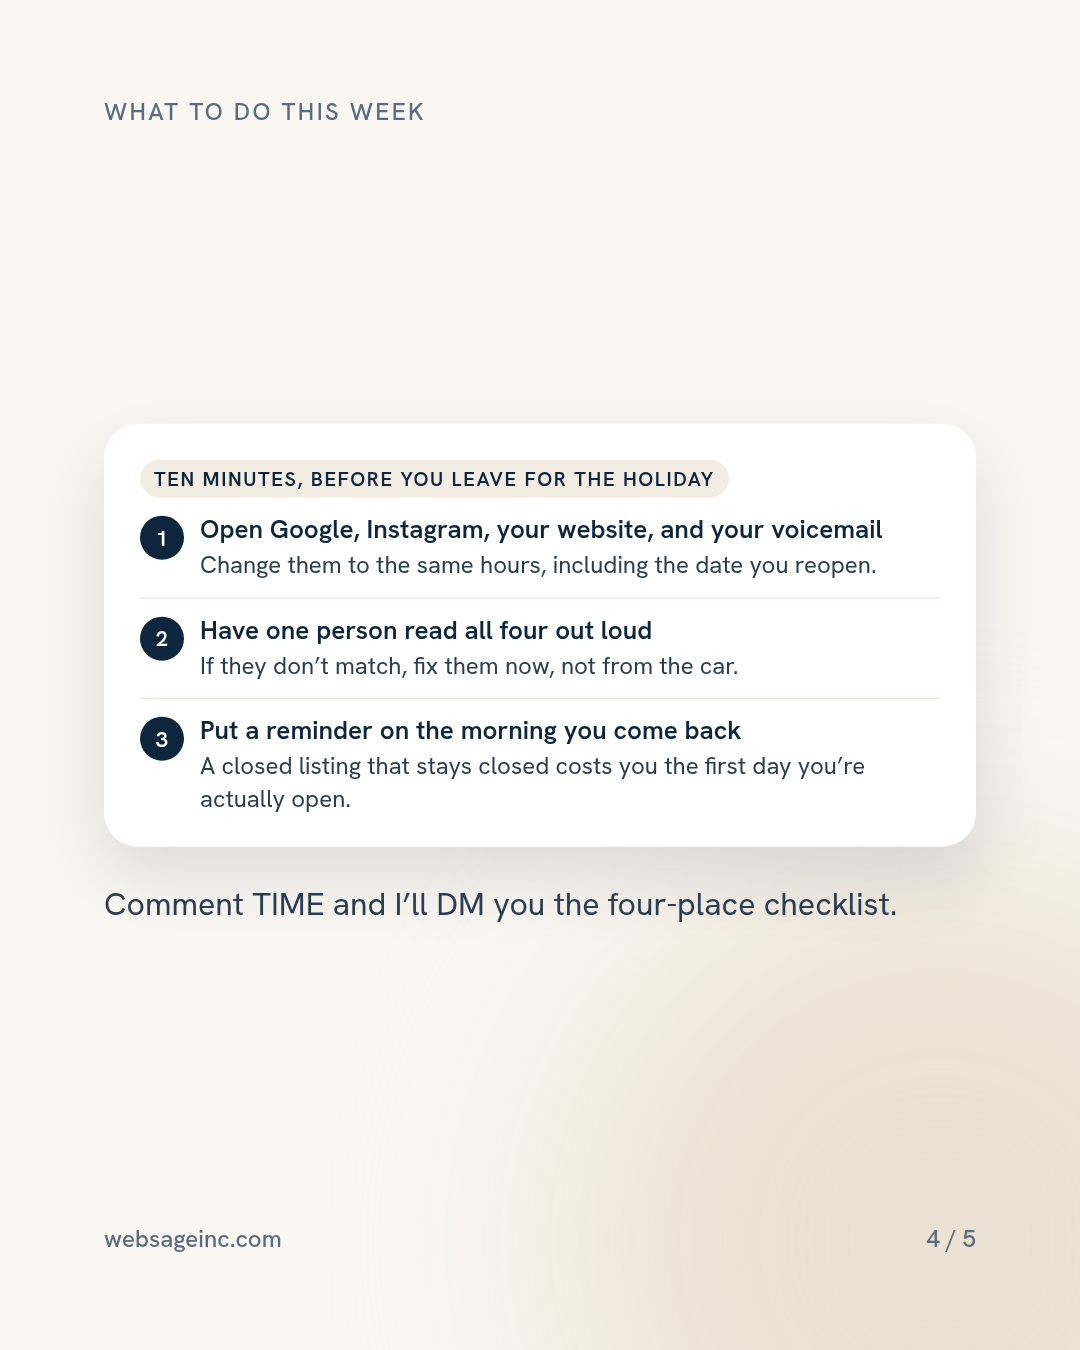 WHAT TO DO THIS WEEK
TEN MINUTES, BEFORE YOU LEAVE FOR THE HOLIDAY
1
Open Google, Instagram, your website, and your voicemail
Change them to the same hours, including the date you reopen.
2
Have one person read all four out loud
If they don’t match, fix them now, not from the car.
3
Put a reminder on the morning you come back
A closed listing that stays closed costs you the first day you’re
actually open.
Comment TIME and I’ll DM you the four-place checklist.
websageinc.com
4 / 5